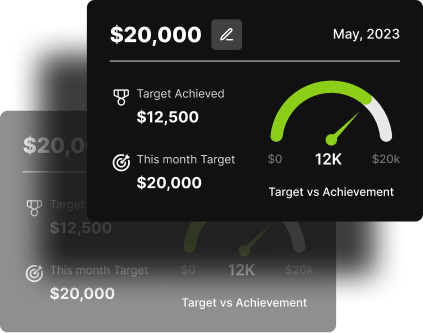 $20,000
May, 2023
Target Achieved
$12,500
This month Target
$20,000
$0 12K $20k
Target vs Achievement
$20,0
Target
$12,500
This month Target
$20,000
$0 12K $20k
Target vs Achievement